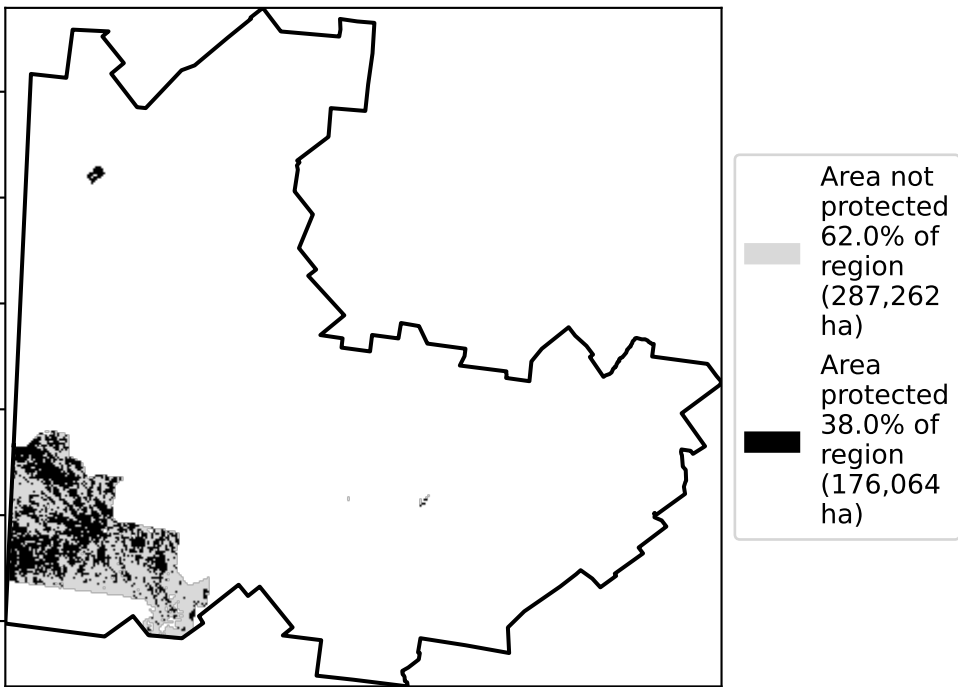 Area not
protected
62.0% of
region
(287,262
ha)
Area
protected
38.0% of
region
(176,064
ha)